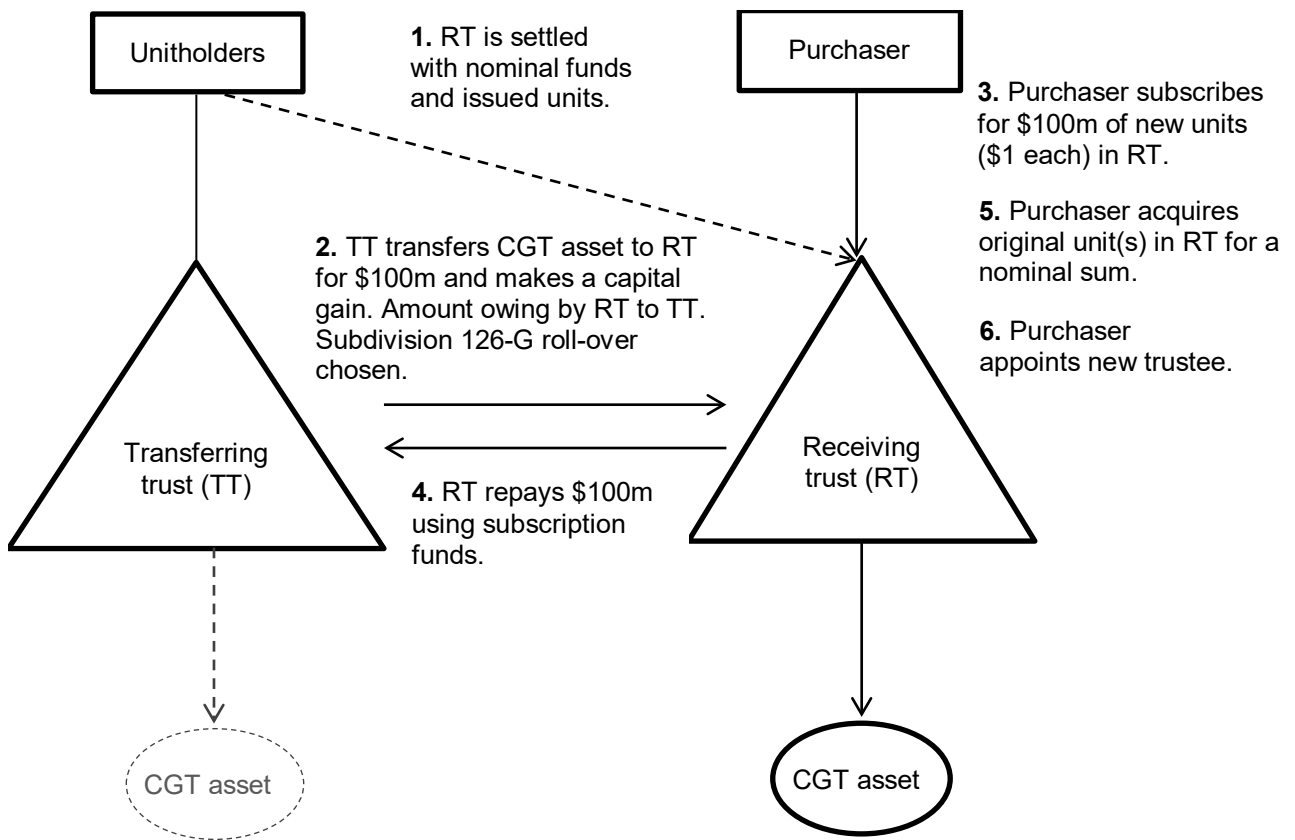 Unitholders
1. RT is settled
with nominal funds
and issued units.
Purchaser
3. Purchaser subscribes
for $100m of new units
($1 each) in RT.
5. Purchaser acquires
original unit(s) in RT for a
nominal sum.
6. Purchaser
appoints new trustee.
2. TT transfers CGT asset to RT
for $100m and makes a capital
gain. Amount owing by RT to TT.
Subdivision 126-G roll-over
chosen.
Transferring
trust (TT)
4. RT repays $100m
using subscription
funds.
Receiving
trust (RT)
CGT asset
CGT asset